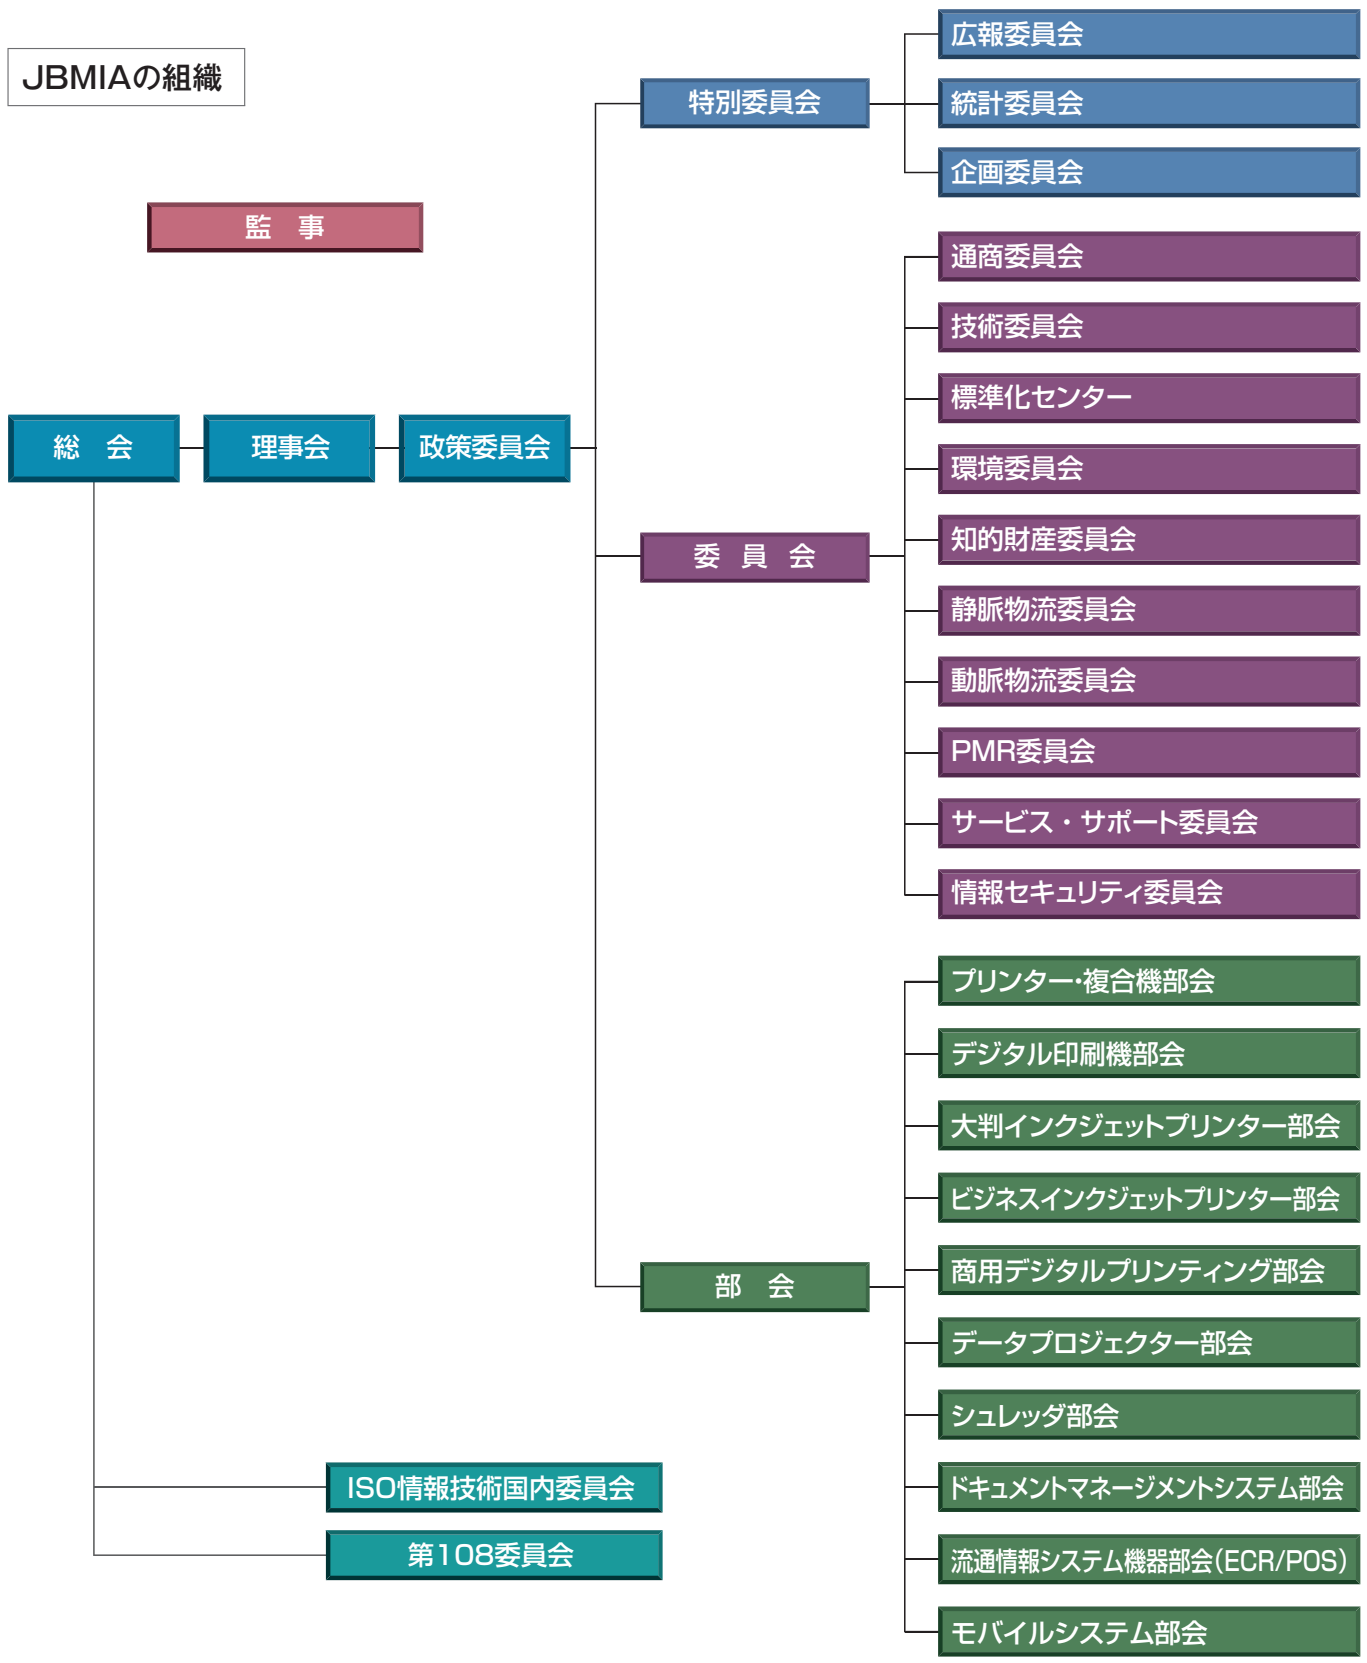 JBMIAの組織
監　事
総　会
理事会
政策委員会
特別委員会
広報委員会
統計委員会
企画委員会
委　員　会
通商委員会
技術委員会
標準化センター
環境委員会
知的財産委員会
静脈物流委員会
動脈物流委員会
PMR委員会
サービス・サポート委員会
情報セキュリティ委員会
部　会
プリンター・複合機部会
デジタル印刷機部会
大判インクジェットプリンター部会
ビジネスインクジェットプリンター部会
商用デジタルプリンティング部会
データプロジェクター部会
シュレッダ部会
ドキュメントマネージメントシステム部会
流通情報システム機器部会(ECR/POS)
モバイルシステム部会
ISO情報技術国内委員会
第108委員会